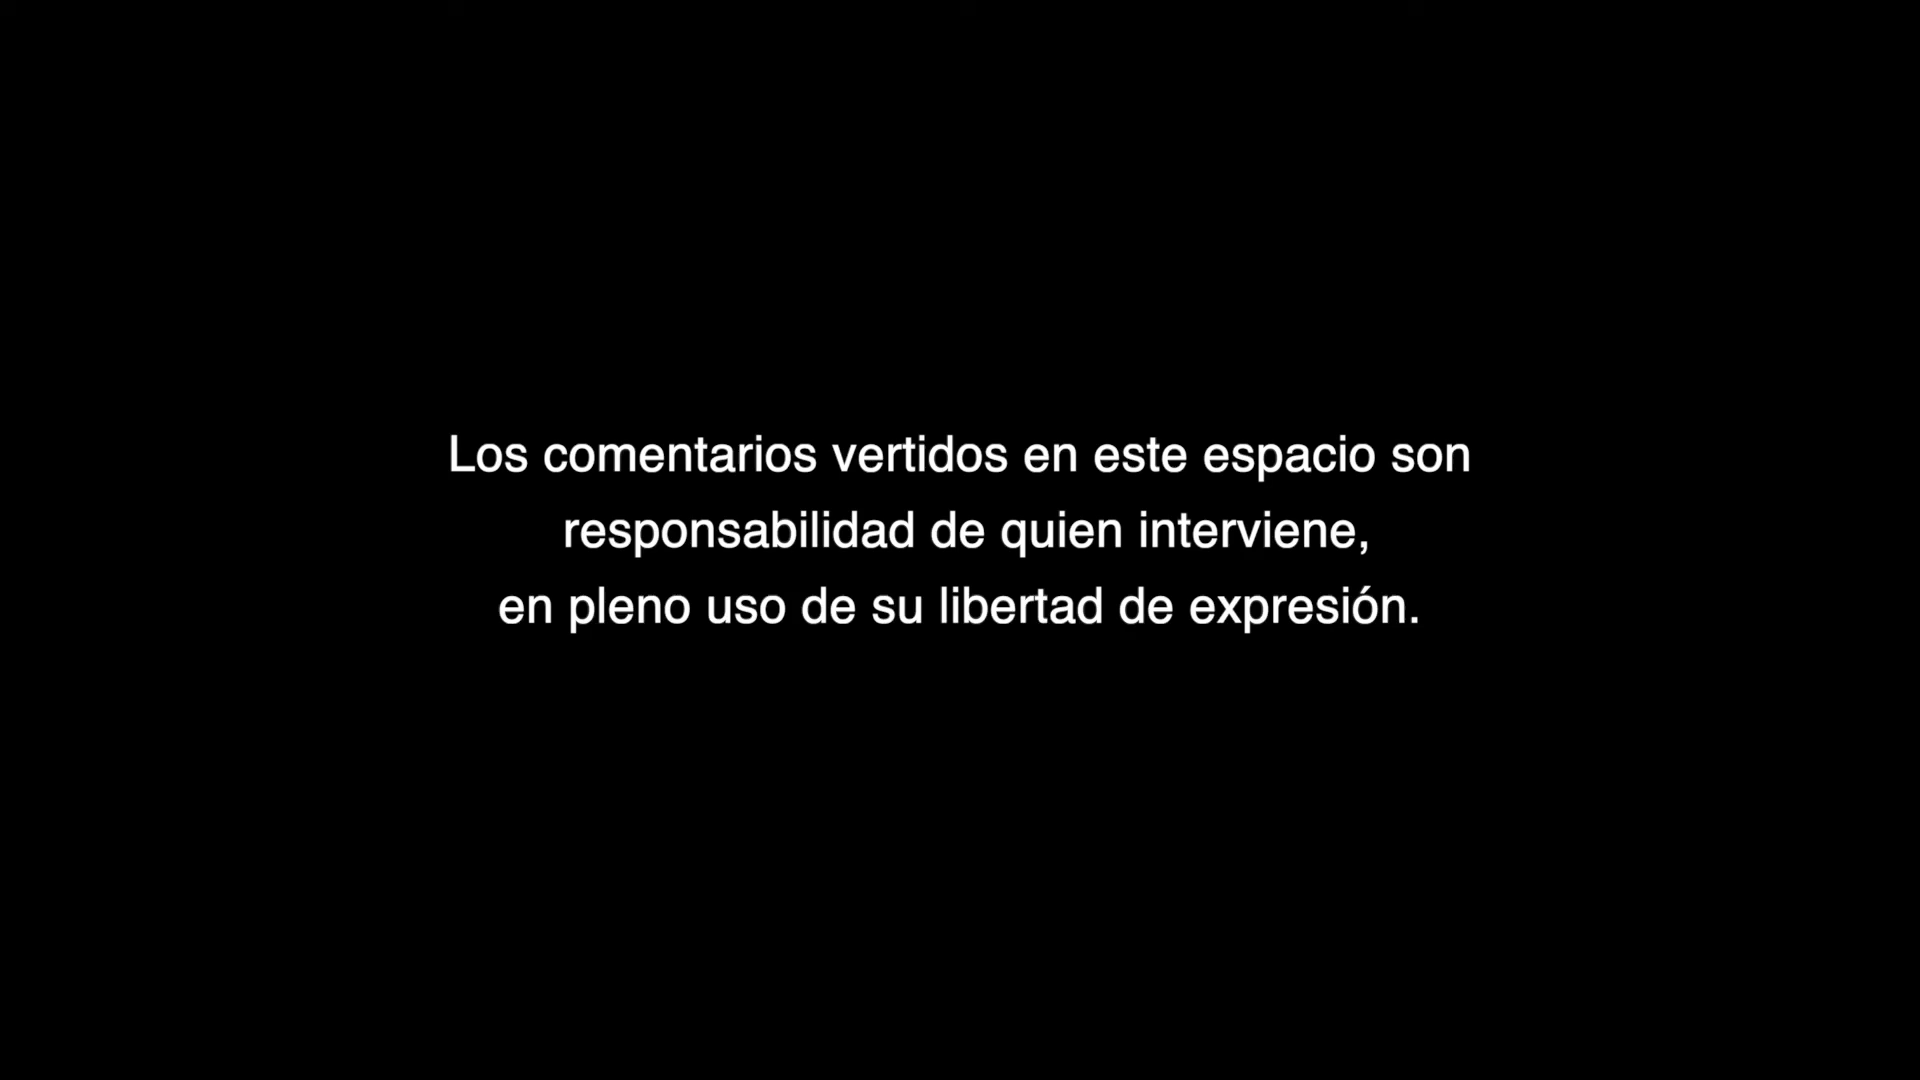 Los comentarios vertidos en este espacio son
responsabilidad de quien interviene,
en pleno uso de su libertad de expresión.